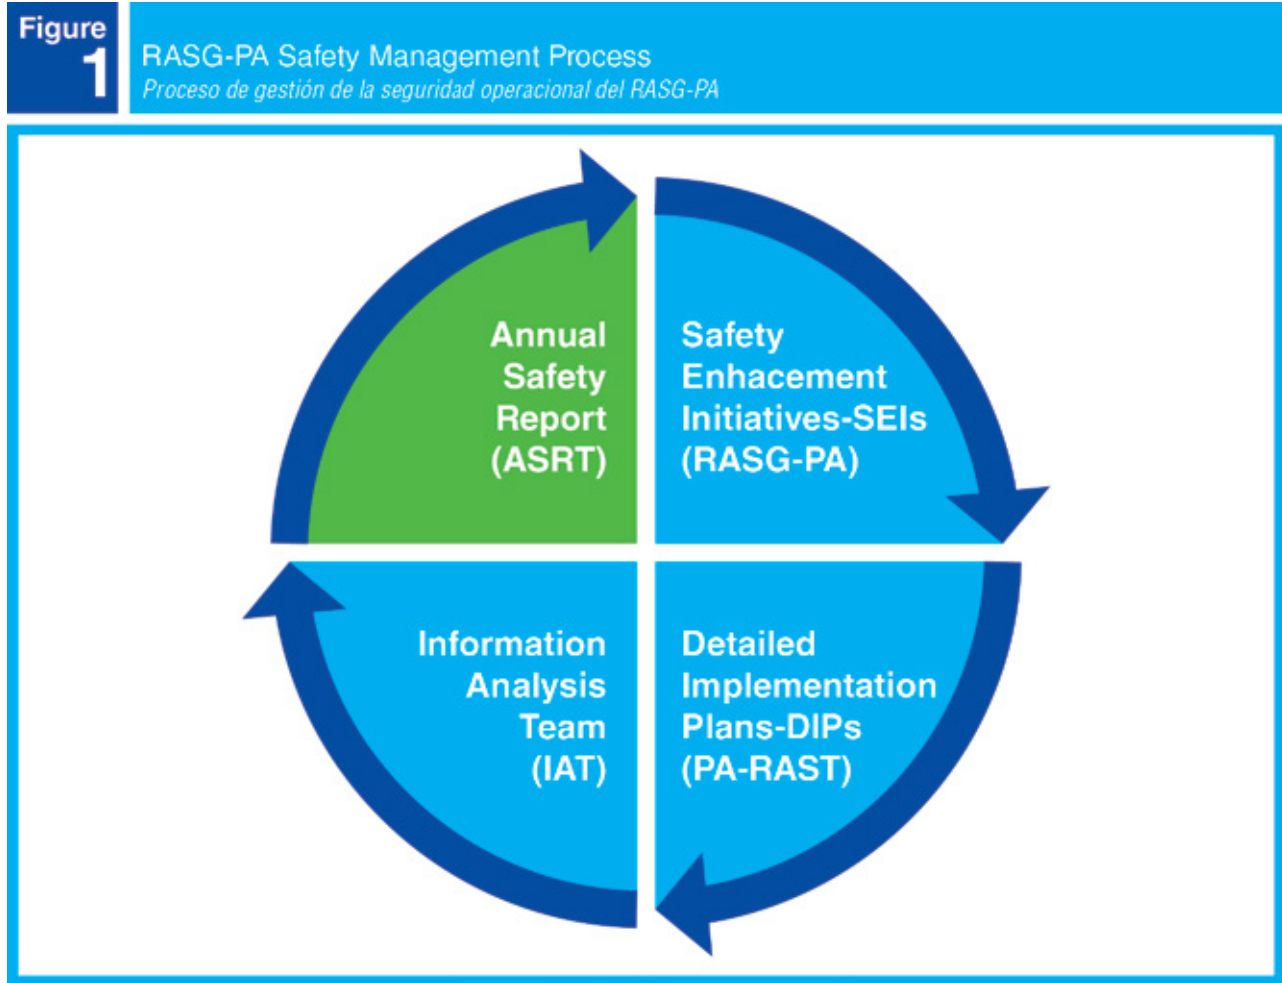 Figure
1
RASG-PA Safety Management Process
Proceso de gestión de la seguridad operacional del RASG-PA
Annual
Safety
Report
(ASRT)
Safety
Enhacement
Initiatives-SEIs
(RASG-PA)
Information
Analysis
Team
(IAT)
Detailed
Implementation
Plans-DIPs
(PA-RAST)